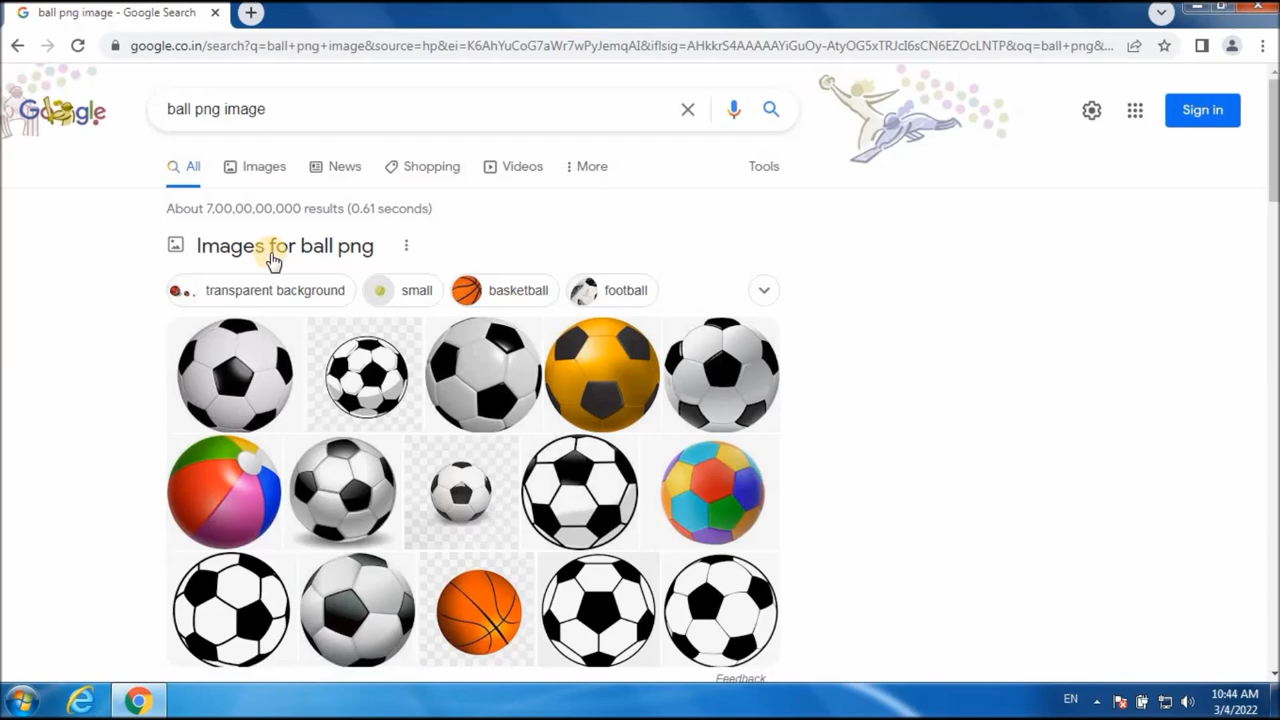 ball png image - Google Search
google.co.in/search?q=ball+png+image&source=hp&ei=K6AhYuCoG7aWr7wPyJemqAI&iflsig=AHkkrS4AAAAAYiGuOy-AtyOG5xTRJcI6sCN6EZOcLNTP&oq=ball+png&...
Google
ball png image
Sign in
All
Images
News
Shopping
Videos
More
Tools
About 7,00,00,00,000 results (0.61 seconds)
Images for ball png
transparent background
small
basketball
football
Feedback
EN
10:44 AM
3/4/2022